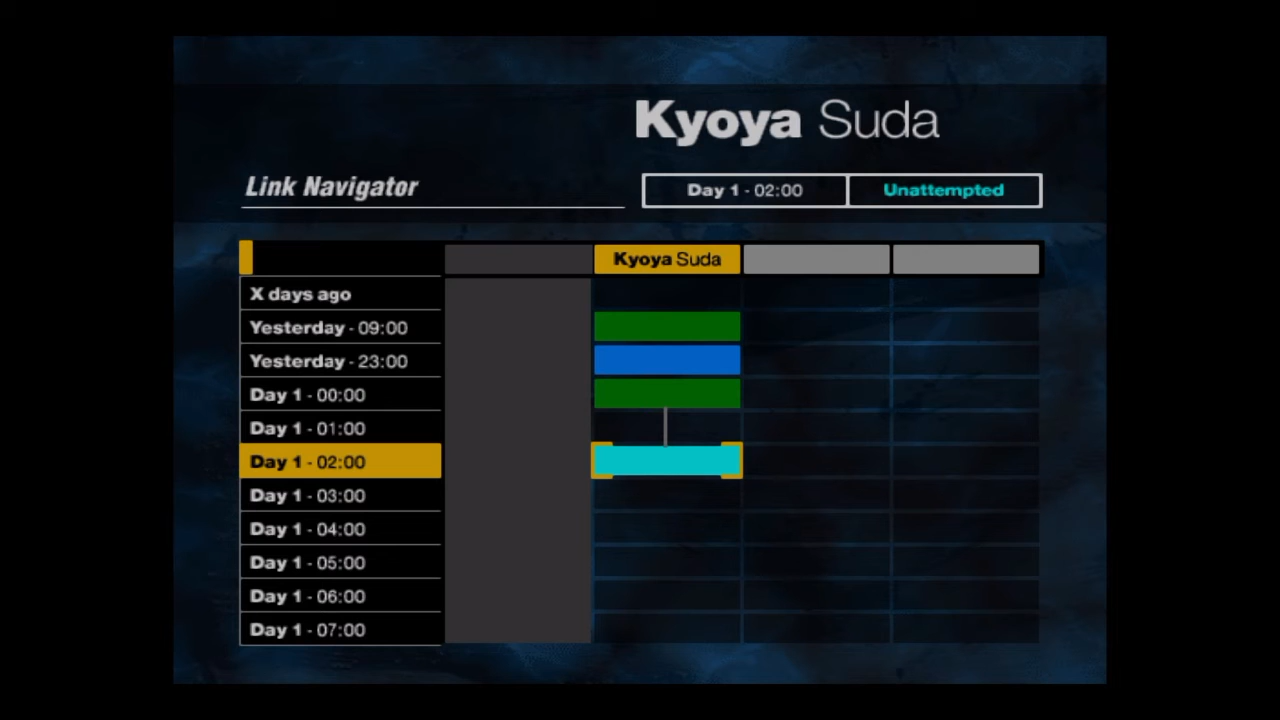 Kyoya Suda
Link Navigator
Day 1 - 02:00
Unattempted
Kyoya Suda
X days ago
Yesterday - 09:00
Yesterday - 23:00
Day 1 - 00:00
Day 1 - 01:00
Day 1 - 02:00
Day 1 - 03:00
Day 1 - 04:00
Day 1 - 05:00
Day 1 - 06:00
Day 1 - 07:00